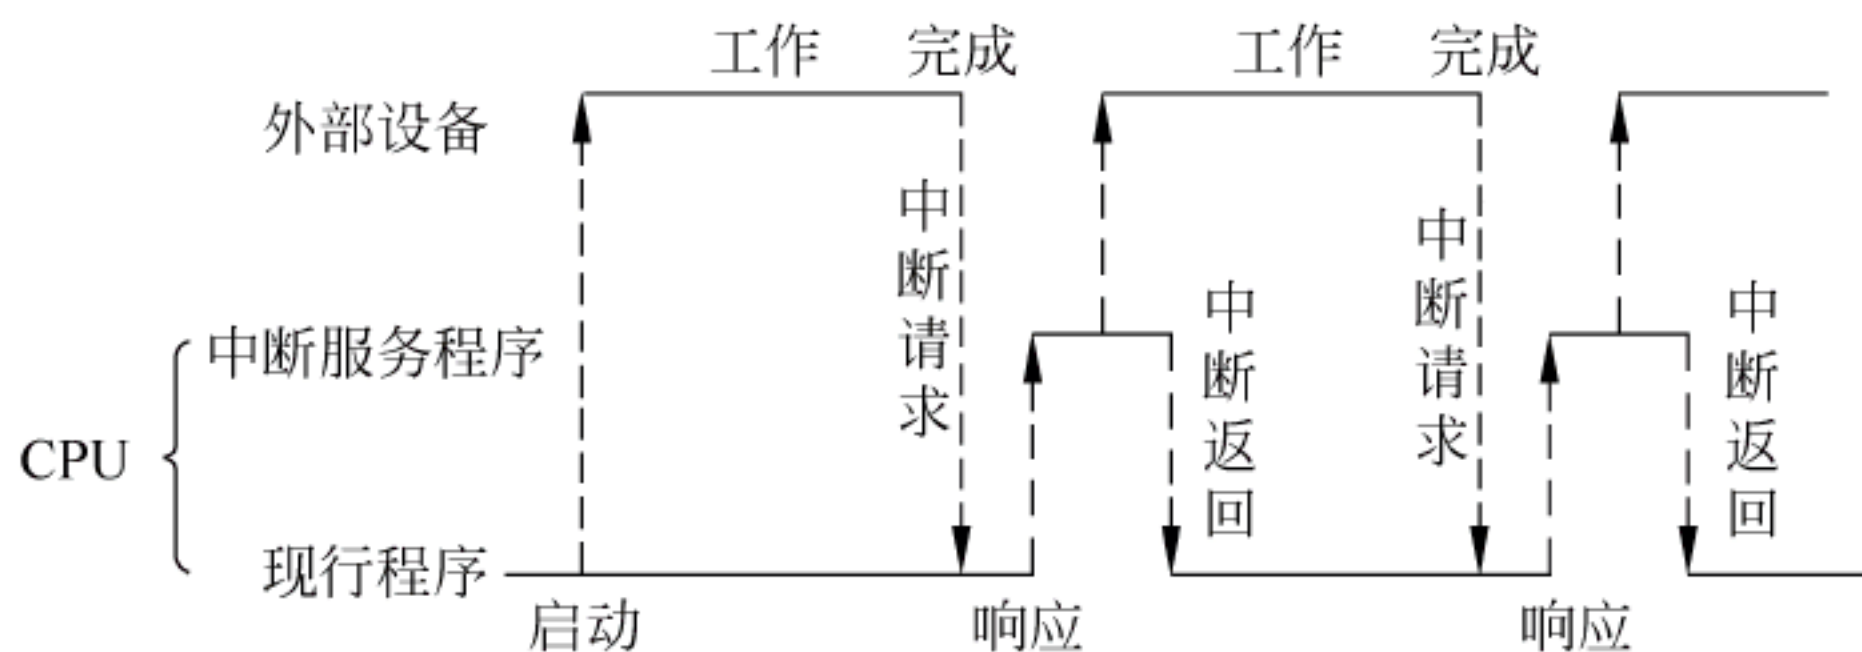 工作
完成
工作
完成
外部设备
中断请求
中断请求
中断返回
中断返回
中断服务程序
CPU
现行程序
启动
响应
响应